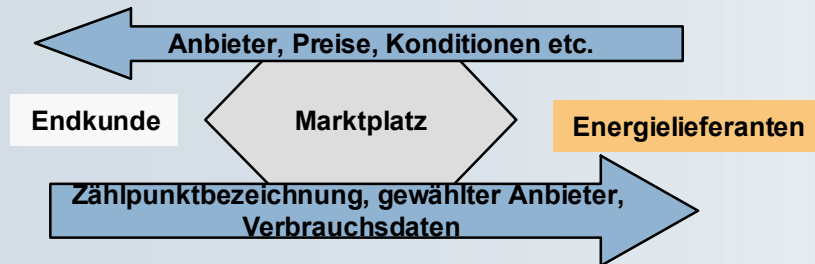 Anbieter, Preise, Konditionen etc.
Endkunde
Marktplatz
Energielieferanten
Zählpunktbezeichnung, gewählter Anbieter,
Verbrauchsdaten